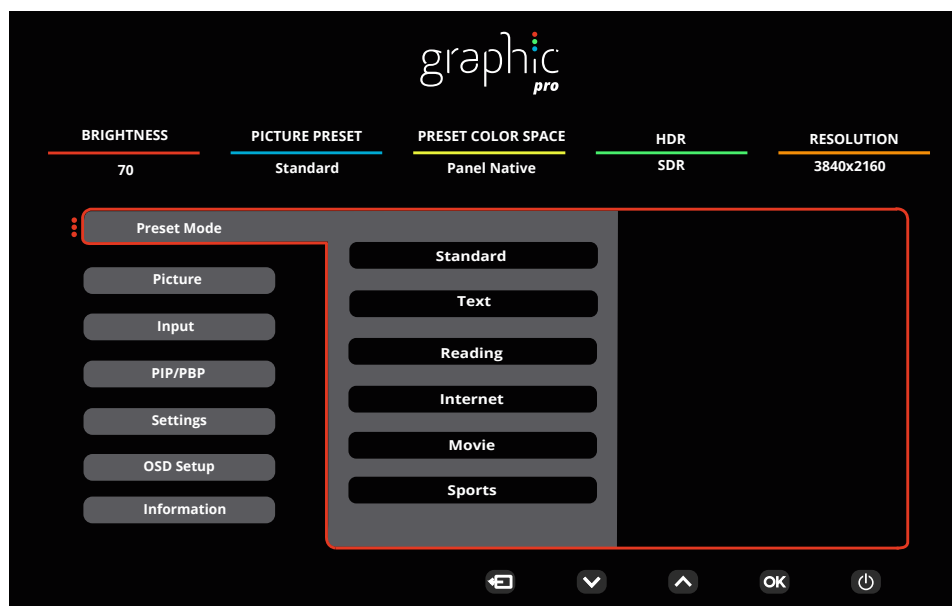 graphic
pro
BRIGHTNESS PICTURE PRESET PRESET COLOR SPACE HDR RESOLUTION
70 Standard Panel Native SDR 3840x2160
Preset Mode
Picture
Input
PIP/PBP
Settings
OSD Setup
Information
Standard
Text
Reading
Internet
Movie
Sports
OK